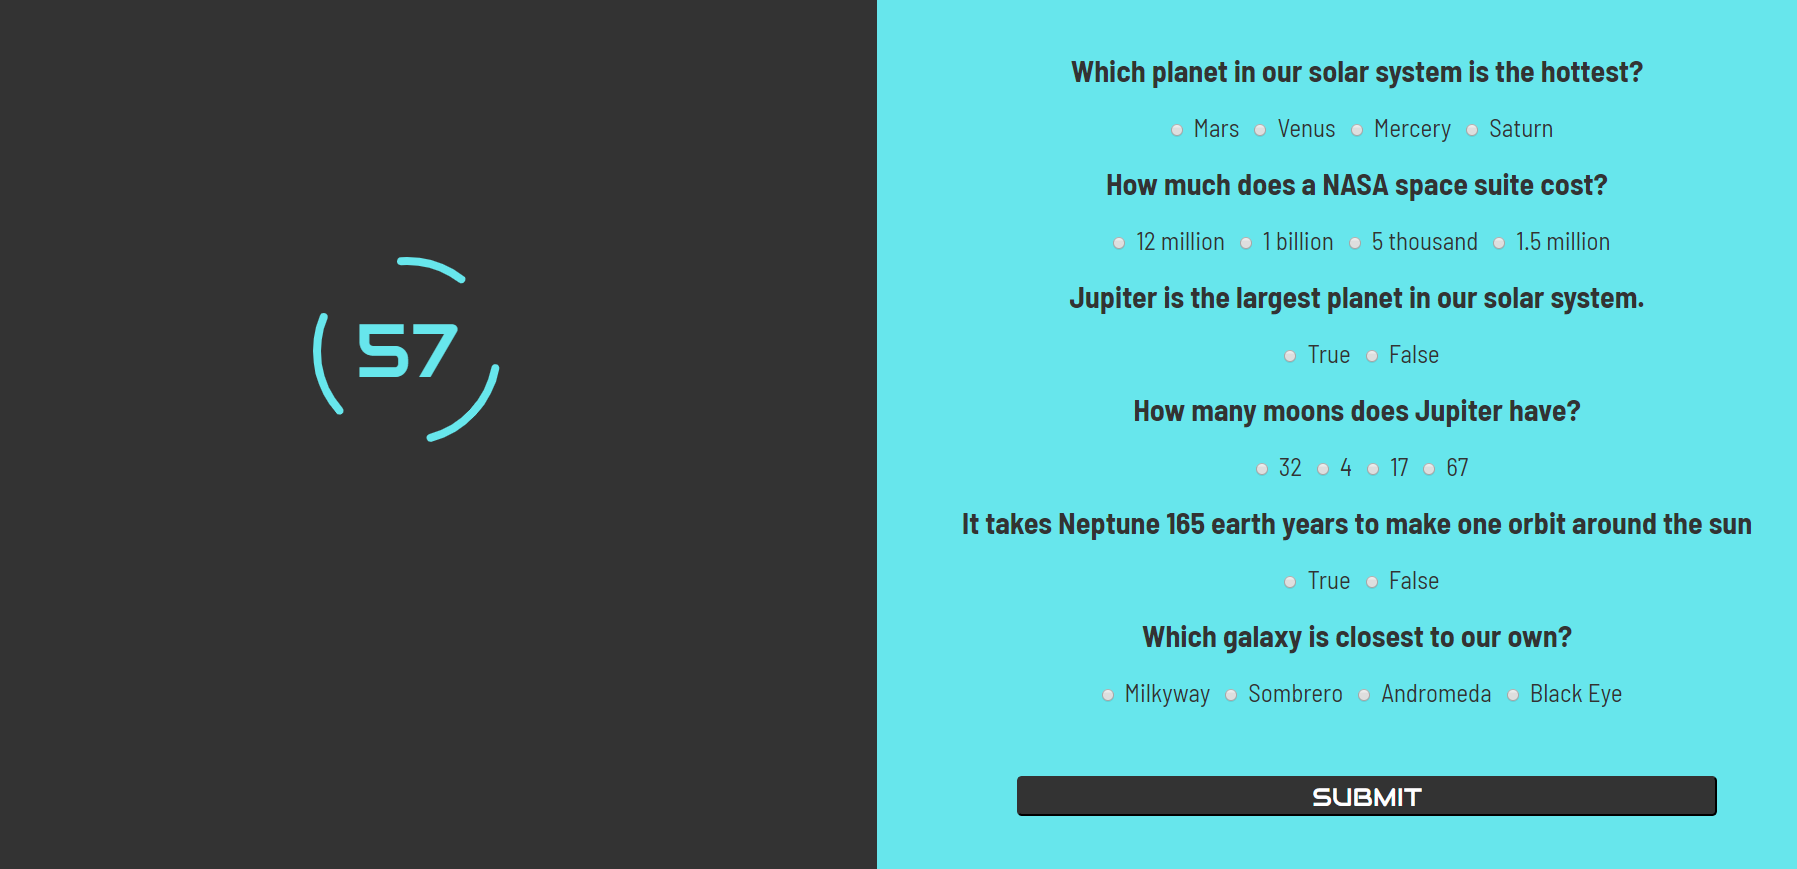 57
Which planet in our solar system is the hottest?
Mars Venus Mercery Saturn
How much does a NASA space suite cost?
12 million 1 billion 5 thousand 1.5 million
Jupiter is the largest planet in our solar system.
True False
How many moons does Jupiter have?
32 4 17 67
It takes Neptune 165 earth years to make one orbit around the sun
True False
Which galaxy is closest to our own?
Milkyway Sombrero Andromeda Black Eye
SUBMIT